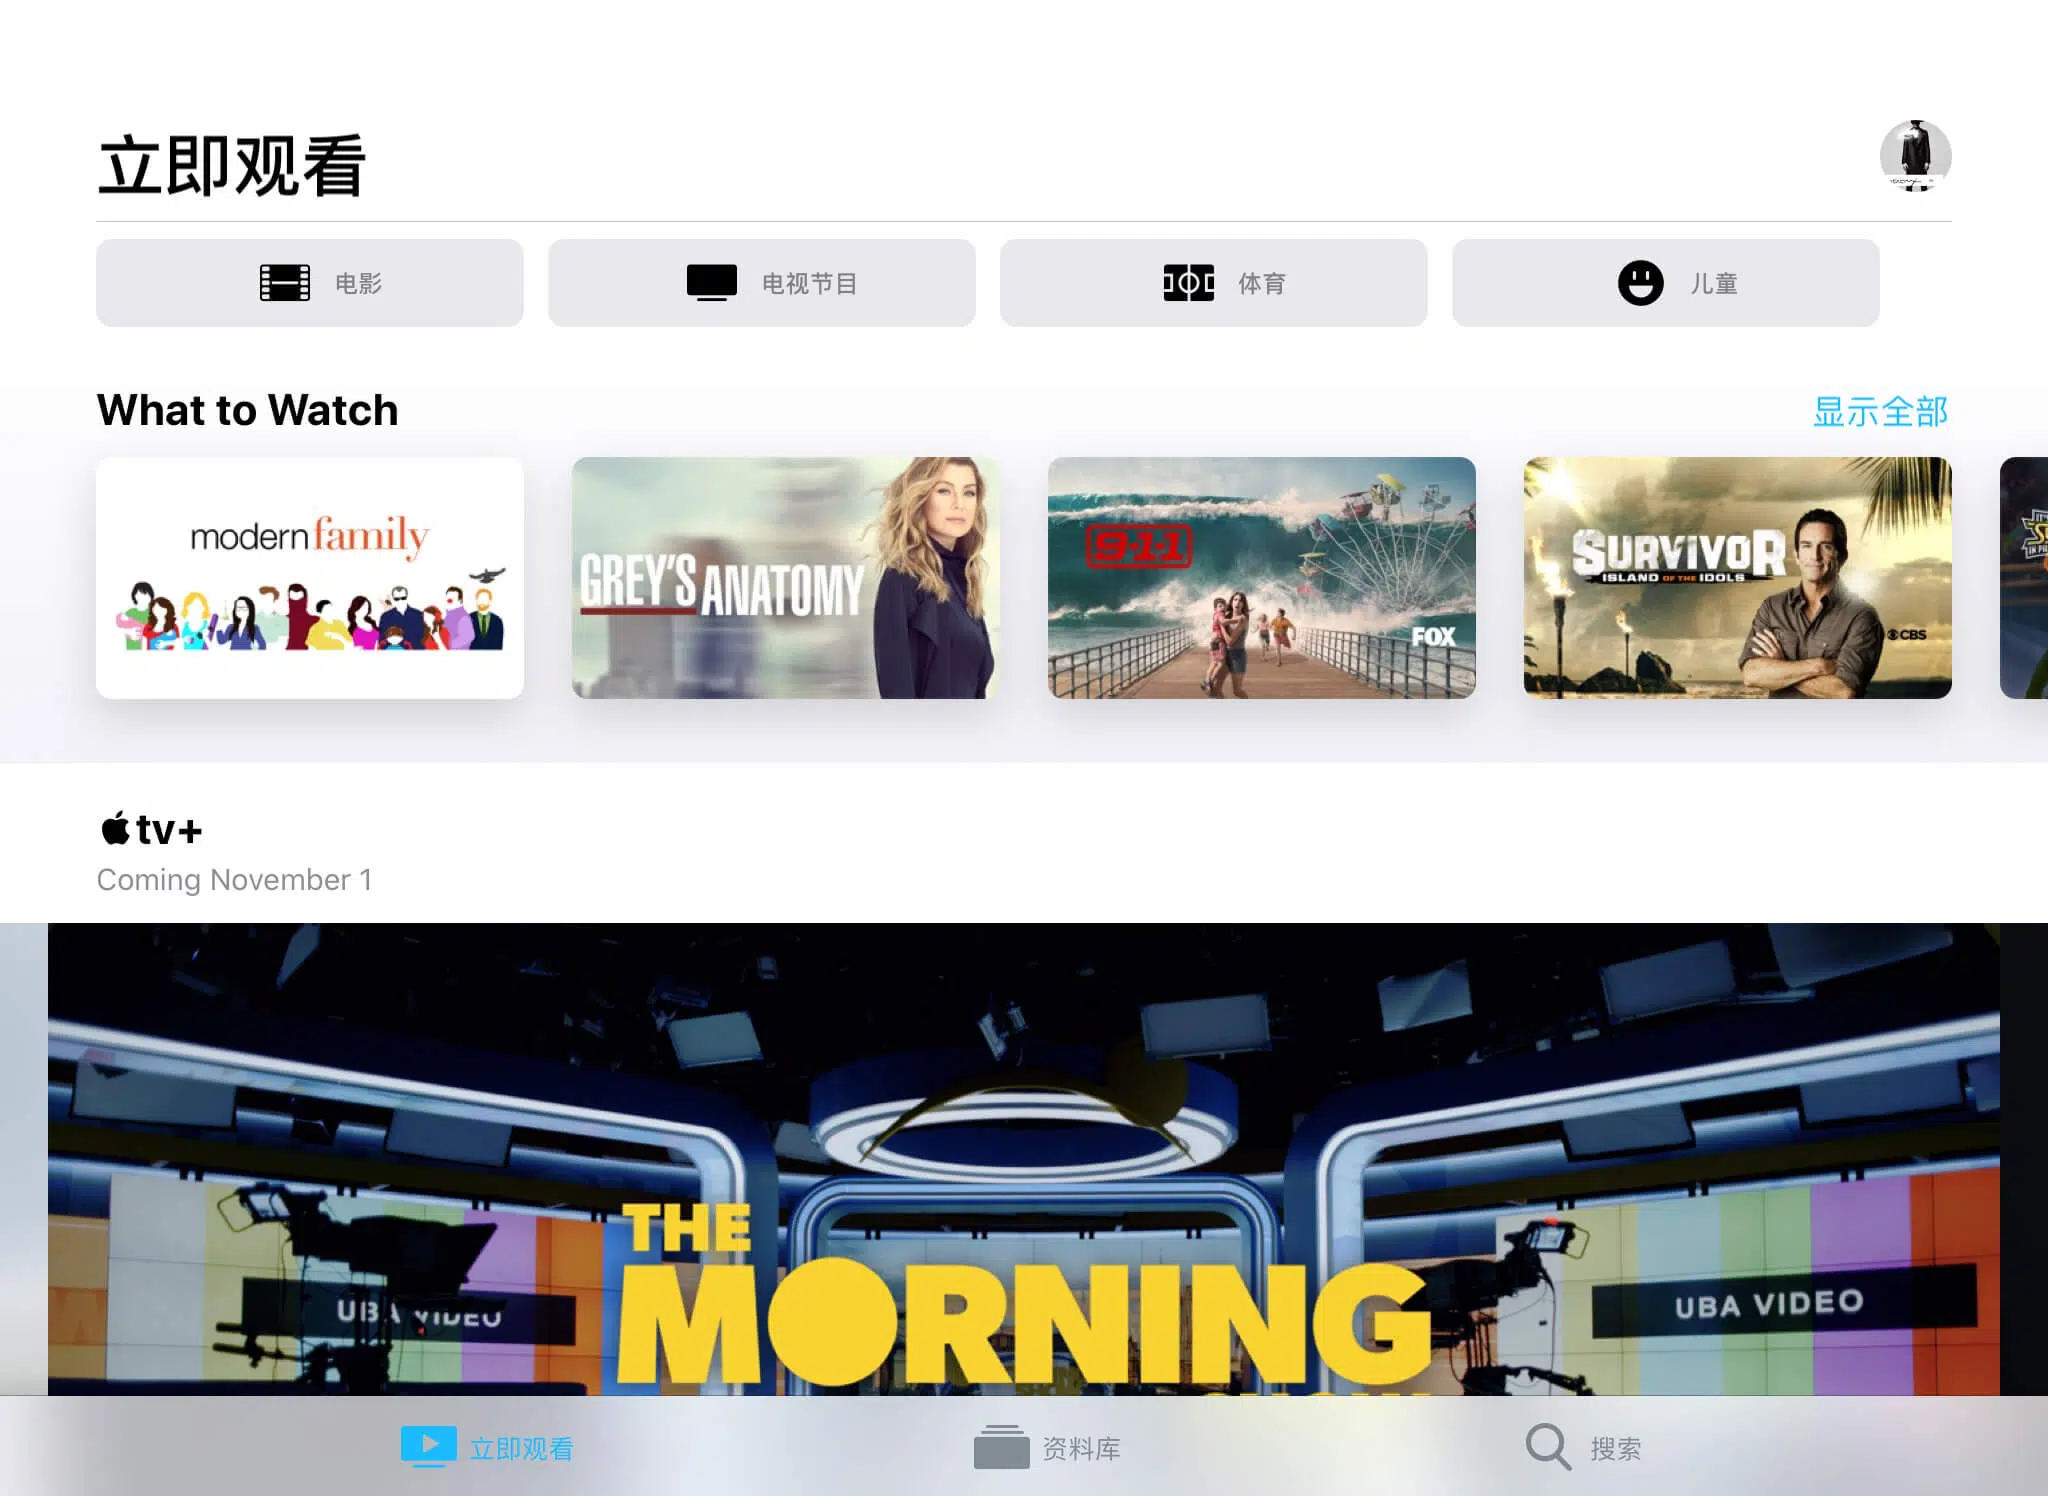 立即观看
电影
电视节目
体育
儿童
What to Watch
显示全部
modern family
GREY'S ANATOMY
9-1-1
FOX
SURVIVOR
ISLAND OF THE IDOLS
CBS
tv+
Coming November 1
THE
MORNING
UBA VIDEO
UBA VIDEO
立即观看
资料库
搜索